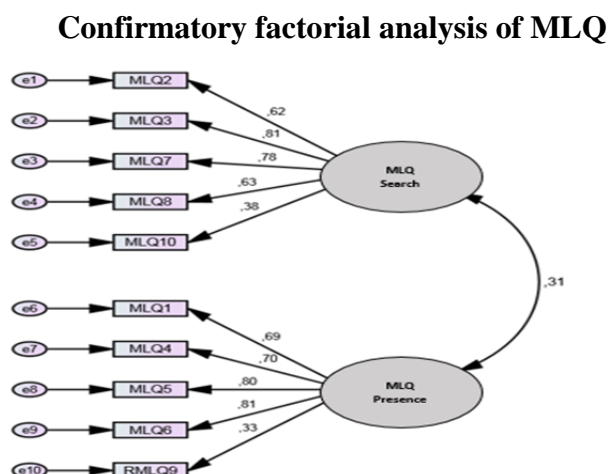 Confirmatory factorial analysis of MLQ
e1
MLQ2
,62
e2
MLQ3
,81
e3
MLQ7
,78
MLQ
Search
e4
MLQ8
,63
e5
MLQ10
,38
,31
e6
MLQ1
,69
e7
MLQ4
,70
e8
MLQ5
,80
MLQ
Presence
e9
MLQ6
,81
e10
RMLQ9
,33